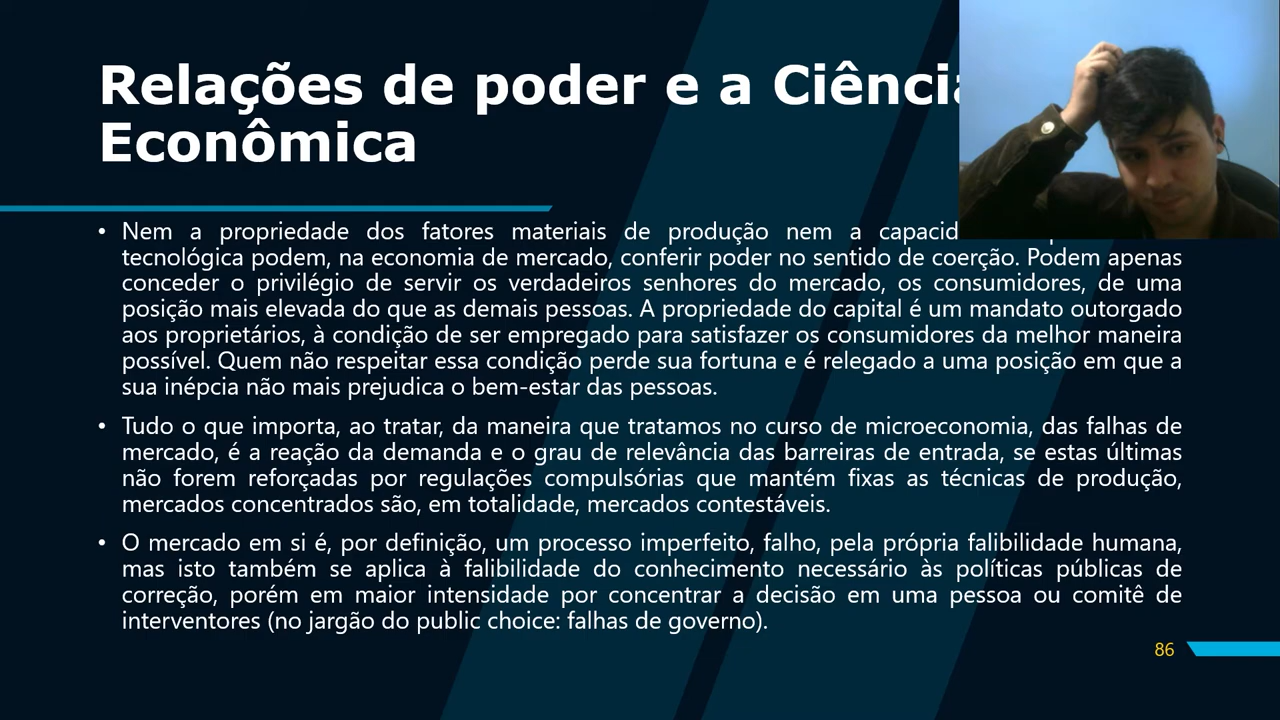 Relações de poder e a Ciência
Econômica
• Nem a propriedade dos fatores materiais de produção nem a
tecnológica podem, na economia de mercado, conferir poder no sentido de coerção. Podem apenas
conceder o privilégio de servir os verdadeiros senhores do mercado, os consumidores, de uma
posição mais elevada do que as demais pessoas. A propriedade do capital é um mandato outorgado
aos proprietários, à condição de ser empregado para satisfazer os consumidores da melhor maneira
possível. Quem não respeitar essa condição perde sua fortuna e é relegado a uma posição em que a
sua inépcia não mais prejudica o bem-estar das pessoas.
• Tudo o que importa, ao tratar, da maneira que tratamos no curso de microeconomia, das falhas de
mercado, é a reação da demanda e o grau de relevância das barreiras de entrada, se estas últimas
não forem reforçadas por regulações compulsórias que mantém fixas as técnicas de produção,
mercados concentrados são, em totalidade, mercados contestáveis.
• O mercado em si é, por definição, um processo imperfeito, falho, pela própria falibilidade humana,
mas isto também se aplica à falibilidade do conhecimento necessário às políticas públicas de
correção, porém em maior intensidade por concentrar a decisão em uma pessoa ou comitê de
interventores (no jargão do public choice: falhas de governo).
86